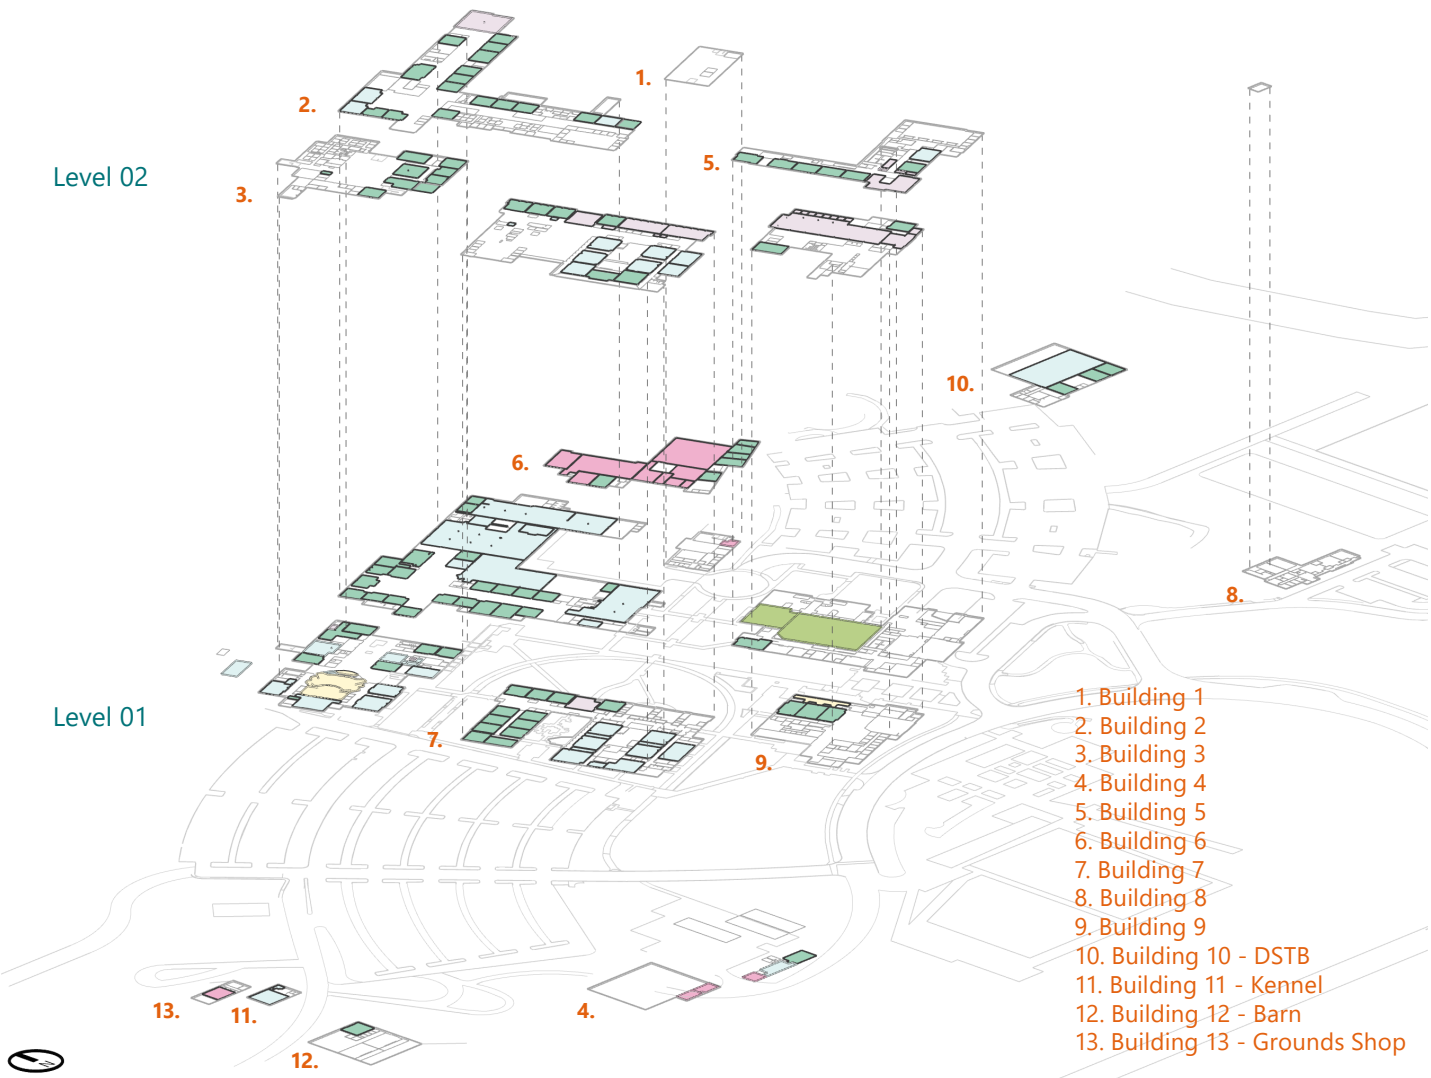 1.
2.
5.
Level 02
3.
10.
6.
8.
Level 01
7.
9.
1. Building 1
2. Building 2
3. Building 3
4. Building 4
5. Building 5
6. Building 6
7. Building 7
8. Building 8
9. Building 9
10. Building 10 - DSTB
11. Building 11 - Kennel
12. Building 12 - Barn
13. Building 13 - Grounds Shop
13.
11.
4.
12.
N